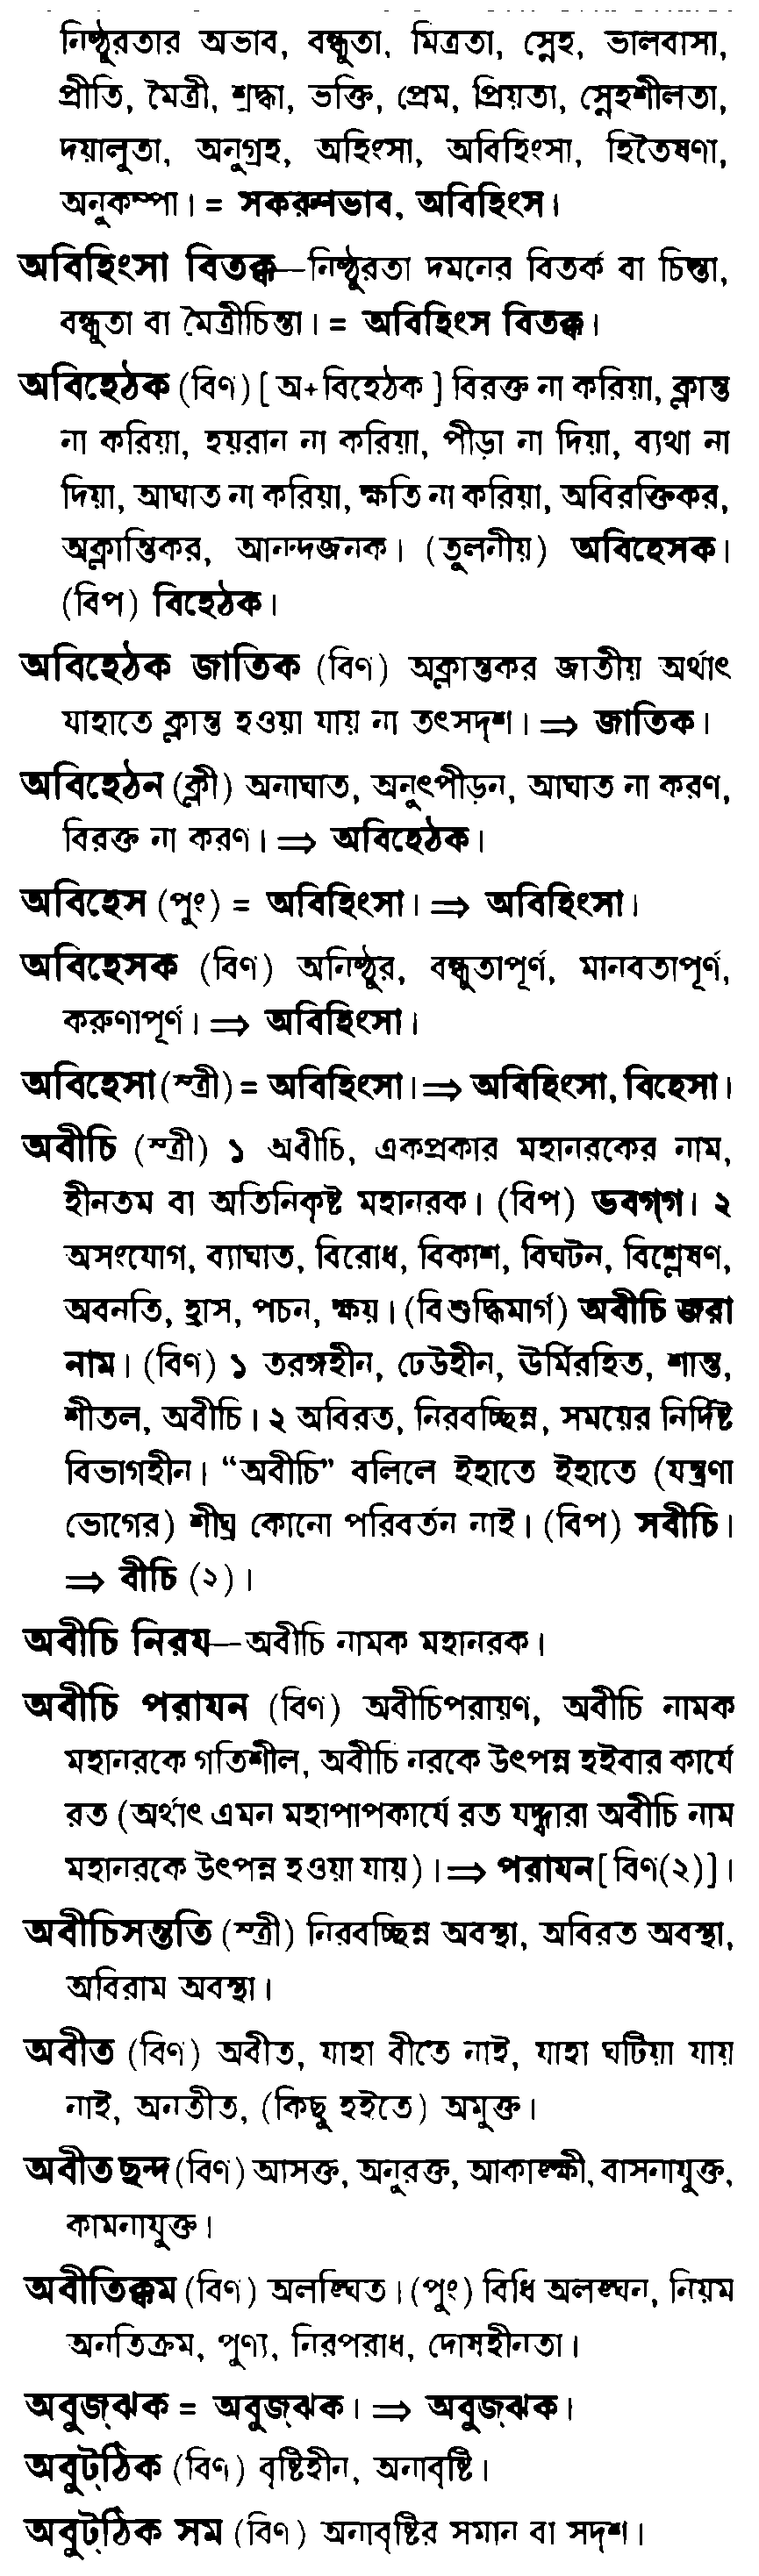 নিষ্ঠুরতার অভাব, বন্ধুতা, মিত্রতা, স্নেহ, ভালবাসা,
প্রীতি, মৈত্রী, শ্রদ্ধা, ভক্তি, প্রেম, প্রিয়তা, স্নেহশীলতা,
দয়ালুতা, অনুগ্রহ, অহিংসা, অবিহিংসা, হিতৈষণা,
অনুকম্পা। = সকরুণভাব, অবিহিংস।
অবিহিংসা বিতক্ক—নিষ্ঠুরতা দমনের বিতর্ক বা চিন্তা,
বন্ধুতা বা মৈত্রীচিন্তা। = অবিহিংস বিতক্ক।
অবিহেঠক (বিণ) [ অ+বিহেঠক ] বিরক্ত না করিয়া, ক্লান্ত
না করিয়া, হয়রান না করিয়া, পীড়া না দিয়া, ব্যথা না
দিয়া, আঘাত না করিয়া, ক্ষতি না করিয়া, অবিরক্তিকর,
অক্লান্তিকর, আনন্দজনক। (তুলনীয়) অবিহেসক।
(বিপ) বিহেঠক।
অবিহেঠক জাতিক (বিণ) অক্লান্তকর জাতীয় অর্থাৎ
যাহাতে ক্লান্ত হওয়া যায় না তৎসদৃশ। ⇒ জাতিক।
অবিহেঠন (ক্লী) অনাঘাত, অনুৎপীড়ন, আঘাত না করণ,
বিরক্ত না করণ। ⇒ অবিহেঠক।
অবিহেস (পুং) = অবিহিংসা। ⇒ অবিহিংসা।
অবিহেসক (বিণ) অনিষ্ঠুর, বন্ধুতাপূর্ণ, মানবতাপূর্ণ,
করুণাপূর্ণ। ⇒ অবিহিংসা।
অবিহেসা (স্ত্রী) = অবিহিংসা। ⇒ অবিহিংসা, বিহেসা।
অবীচি (স্ত্রী) ১ অবীচি, একপ্রকার মহানরকের নাম,
হীনতম বা অতিনিকৃষ্ট মহানরক। (বিপ) ভবগ্গ। ২
অসংযোগ, ব্যাঘাত, বিরোধ, বিকাশ, বিঘটন, বিশ্লেষণ,
অবনতি, হ্রাস, পচন, ক্ষয়। (বিশুদ্ধিমার্গ) অবীচি জরা
নাম। (বিণ) ১ তরঙ্গহীন, ঢেউহীন, ঊর্মিরহিত, শান্ত,
শীতল, অবীচি। ২ অবিরত, নিরবচ্ছিন্ন, সময়ের নির্দিষ্ট
বিভাগহীন। “অবীচি” বলিলে ইহাতে ইহাতে (যন্ত্রণা
ভোগের) শীঘ্র কোনো পরিবর্তন নাই। (বিপ) সবীচি।
⇒ বীচি (২)।
অবীচি নিরয—অবীচি নামক মহানরক।
অবীচি পরাযন (বিণ) অবীচিপরায়ণ, অবীচি নামক
মহানরকে গতিশীল, অবীচি নরকে উৎপন্ন হইবার কার্যে
রত (অর্থাৎ এমন মহাপাপকার্যে রত যদ্দ্বারা অবীচি নাম
মহানরকে উৎপন্ন হওয়া যায়)। ⇒ পরাযন [ বিণ(২)]।
অবীচিসন্ততি (স্ত্রী) নিরবচ্ছিন্ন অবস্থা, অবিরত অবস্থা,
অবিরাম অবস্থা।
অবীত (বিণ) অবীত, যাহা বীতে নাই, যাহা ঘটিয়া যায়
নাই, অনতীত, (কিছু হইতে) অমুক্ত।
অবীতছন্দ (বিণ) আসক্ত, অনুরক্ত, আকাঙ্ক্ষী, বাসনাযুক্ত,
কামনাযুক্ত।
অবীতিক্কম (বিণ) অলঙ্ঘিত। (পুং) বিধি অলঙ্ঘন, নিয়ম
অনতিক্রম, পুণ্য, নিরপরাধ, দোষহীনতা।
অবুজ্ঝক = অবুজ্ঝক। ⇒ অবুজ্ঝক।
অবুট্ঠিক (বিণ) বৃষ্টিহীন, অনাবৃষ্টি।
অবুট্ঠিক সম (বিণ) অনাবৃষ্টির সমান বা সদৃশ।